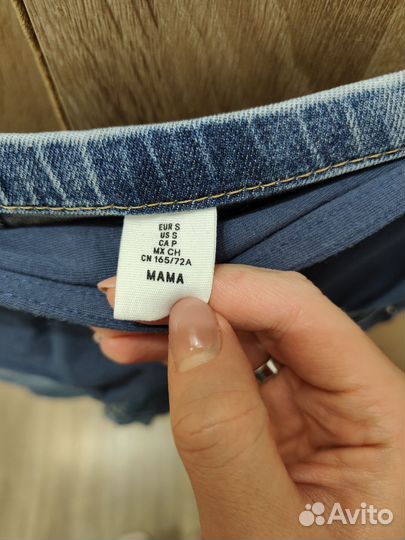 EUR S
US S
CA P
MX CH
CN 165/72A
MAMA
Avito